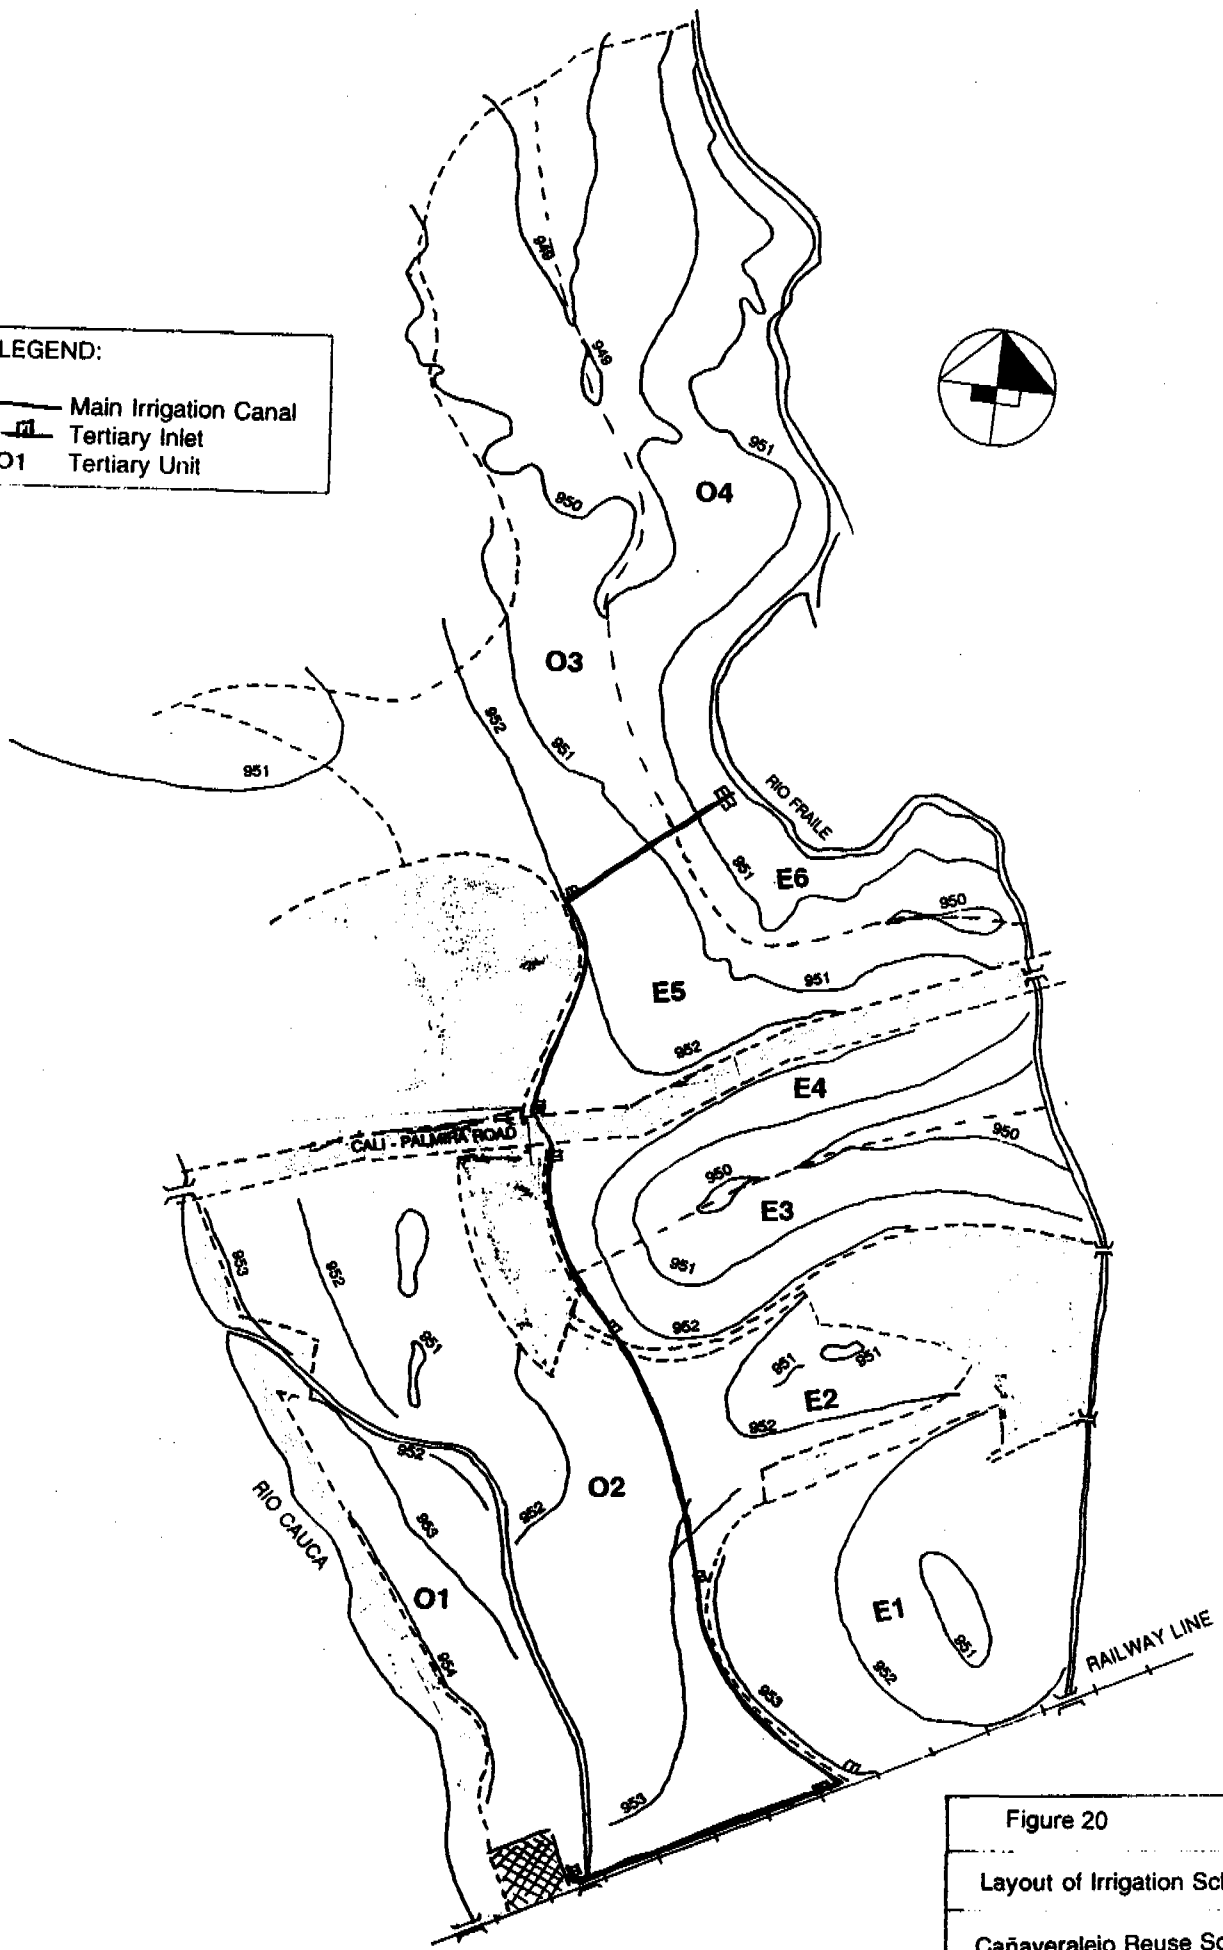 LEGEND:
Main Irrigation Canal
Tertiary Inlet
O1 Tertiary Unit
949
949
951
O4
950
O3
952
951
951
RIO FRAILE
951
E6
950
E5
951
952
E4
CALI - PALMIRA ROAD
950
950
E3
953
952
951
952
951
951
951
E2
952
952
O2
952
953
RIO CAUCA
O1
E1
951
952
954
RAILWAY LINE
953
953
Figure 20
Layout of Irrigation
Cañaveralejo Reuse